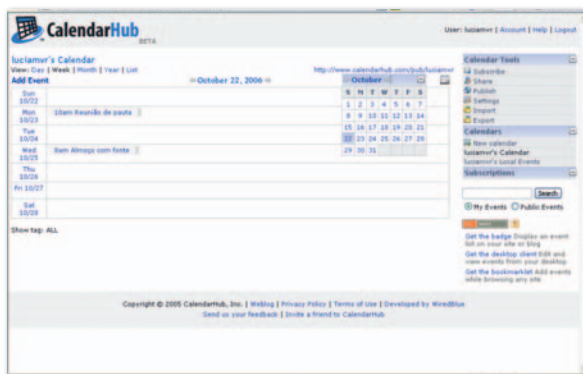 CalendarHub
BETA
User: luciamvr | Account | Help | Logout
luciamvr's Calendar
View: Day | Week | Month | Year | List
http://www.calendarhub.com/pub/luciamvr
Add Event
October 22, 2006
October
S M T W T F S
1 2 3 4 5 6 7
8 9 10 11 12 13 14
15 16 17 18 19 20 21
22 23 24 25 26 27 28
29 30 31
Sun
10/22
Mon
10/23
10am Reunião de pauta
Tue
10/24
Wed
10/25
8am Almoço com fonte
Thu
10/26
Fri 10/27
Sat
10/28
Show tag: ALL
Calendar Tools
Subscribe
Share
Publish
Settings
Import
Export
Calendars
New calendar
luciamvr's Calendar
luciamvr's Local Events
Subscriptions
Search
My Events Public Events
Get the badge Display an event
list on your site or blog
Get the desktop client Edit and
view events from your desktop
Get the bookmarklet Add events
while browsing any site
Copyright © 2005 CalendarHub, Inc. | Weblog | Privacy Policy | Terms of Use | Developed by WiredBlue
Send us your feedback | Invite a friend to CalendarHub